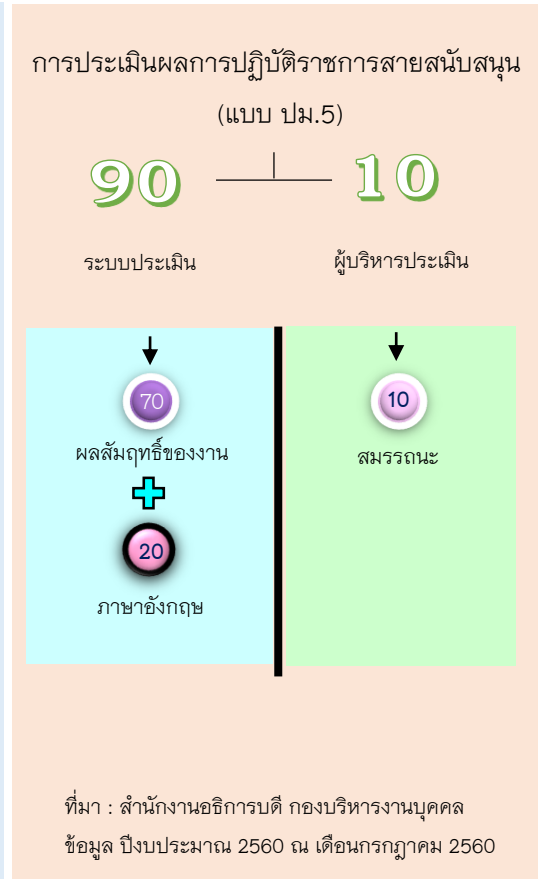 การประเมินผลการปฏิบัติราชการสายสนับสนุน
(แบบ ปม.5)
90 10
ระบบประเมิน ผู้บริหารประเมิน
70 10
ผลสัมฤทธิ์ของงาน สมรรถนะ
20
ภาษาอังกฤษ
ที่มา : สำนักงานอธิการบดี กองบริหารงานบุคคล
ข้อมูล ปีงบประมาณ 2560 ณ เดือนกรกฎาคม 2560